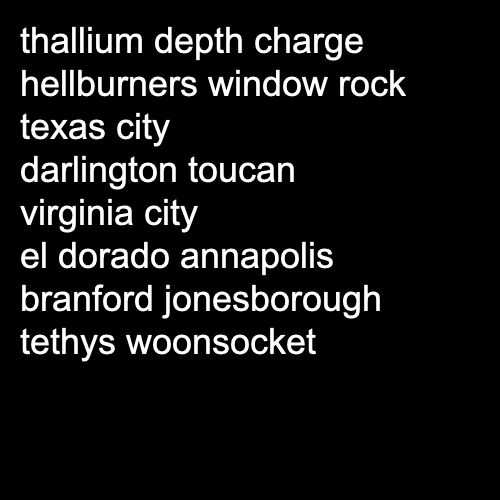 thallium depth charge
hellburners window rock
texas city
darlington toucan
virginia city
el dorado annapolis
branford jonesborough
tethys woonsocket